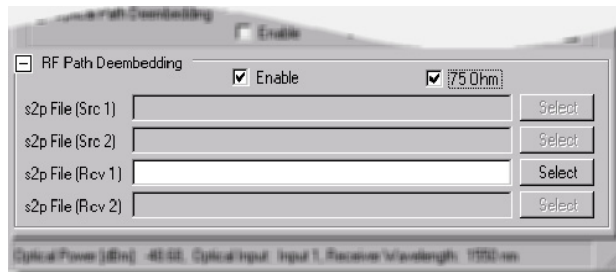 Enable
RF Path Deembedding
Enable
75 Ohm
s2p File (Src 1)
Select
s2p File (Src 2)
Select
s2p File (Rcv 1)
Select
s2p File (Rcv 2)
Select
Optical Power [dBm] Optical Input: Input 1, Receiver Wavelength: 1550 nm